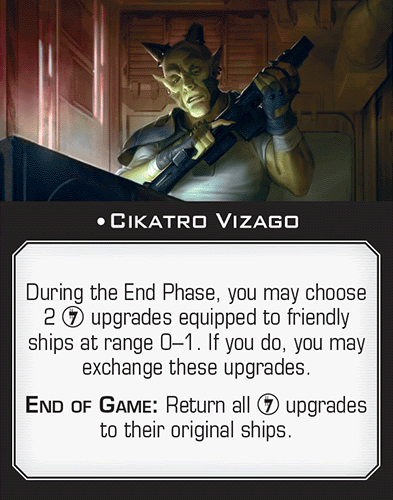 •Cikatro Vizago
During the End Phase, you may choose
2 upgrades equipped to friendly
ships at range 0–1. If you do, you may
exchange these upgrades.
End of Game: Return all upgrades
to their original ships.